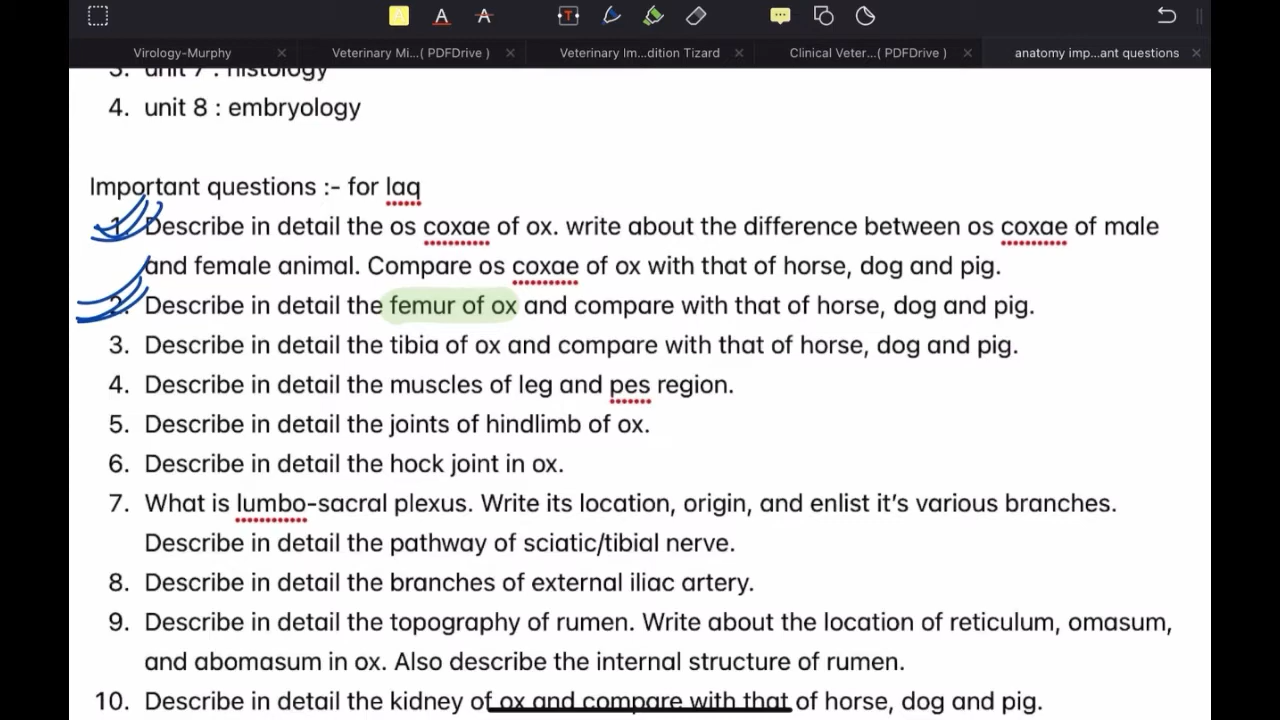 Virology-Murphy
Veterinary Mi...( PDFDrive )
Veterinary Im...dition Tizard
Clinical Veter...( PDFDrive )
anatomy imp...ant questions
3. unit 7 : histology
4. unit 8 : embryology
Important questions :- for laq
1. Describe in detail the os coxae of ox. write about the difference between os coxae of male
and female animal. Compare os coxae of ox with that of horse, dog and pig.
2. Describe in detail the femur of ox and compare with that of horse, dog and pig.
3. Describe in detail the tibia of ox and compare with that of horse, dog and pig.
4. Describe in detail the muscles of leg and pes region.
5. Describe in detail the joints of hindlimb of ox.
6. Describe in detail the hock joint in ox.
7. What is lumbo-sacral plexus. Write its location, origin, and enlist it's various branches.
Describe in detail the pathway of sciatic/tibial nerve.
8. Describe in detail the branches of external iliac artery.
9. Describe in detail the topography of rumen. Write about the location of reticulum, omasum,
and abomasum in ox. Also describe the internal structure of rumen.
10. Describe in detail the kidney of ox and compare with that of horse, dog and pig.